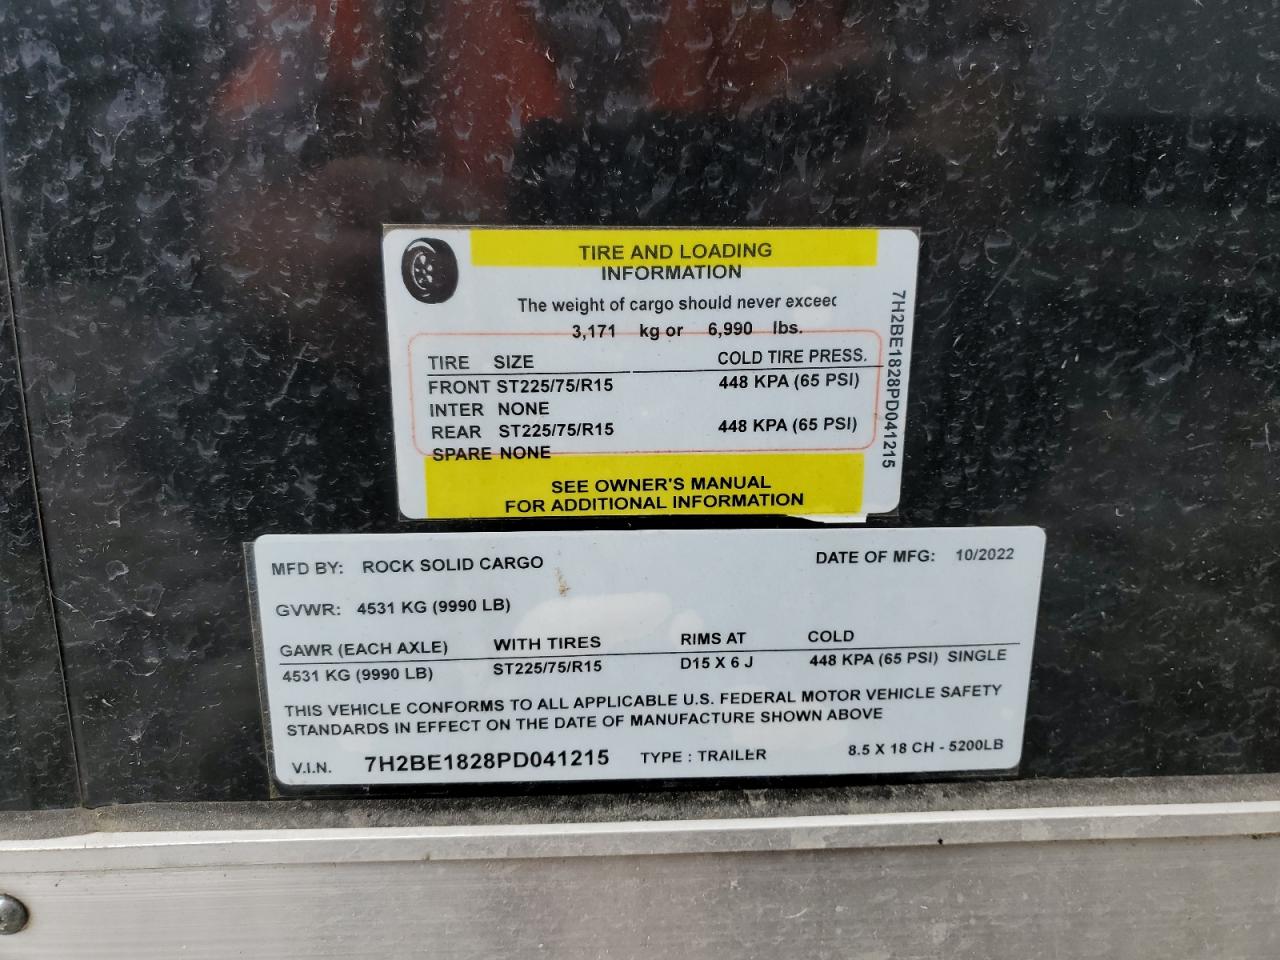 TIRE AND LOADING
INFORMATION
The weight of cargo should never exceec
3,171 kg or 6,990 lbs.
TIRE SIZE COLD TIRE PRESS.
FRONT ST225/75/R15 448 KPA (65 PSI)
INTER NONE
REAR ST225/75/R15 448 KPA (65 PSI)
SPARE NONE
SEE OWNER'S MANUAL
FOR ADDITIONAL INFORMATION
7H2BE1828PD041215
MFD BY: ROCK SOLID CARGO DATE OF MFG: 10/2022
GVWR: 4531 KG (9990 LB)
GAWR (EACH AXLE) WITH TIRES RIMS AT COLD
4531 KG (9990 LB) ST225/75/R15 D15 X 6 J 448 KPA (65 PSI) SINGLE
THIS VEHICLE CONFORMS TO ALL APPLICABLE U.S. FEDERAL MOTOR VEHICLE SAFETY
STANDARDS IN EFFECT ON THE DATE OF MANUFACTURE SHOWN ABOVE
V.I.N. 7H2BE1828PD041215 TYPE : TRAILER 8.5 X 18 CH - 5200LB